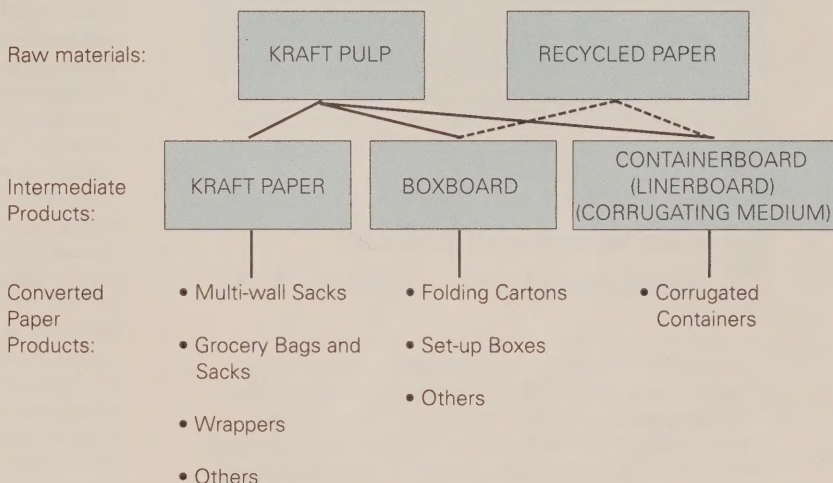 Raw materials:
KRAFT PULP
RECYCLED PAPER
Intermediate
Products:
KRAFT PAPER
BOXBOARD
CONTAINERBOARD
(LINERBOARD)
(CORRUGATING MEDIUM)
Converted
Paper
Products:
• Multi-wall Sacks
• Grocery Bags and
Sacks
• Wrappers
• Others
• Folding Cartons
• Set-up Boxes
• Others
• Corrugated
Containers